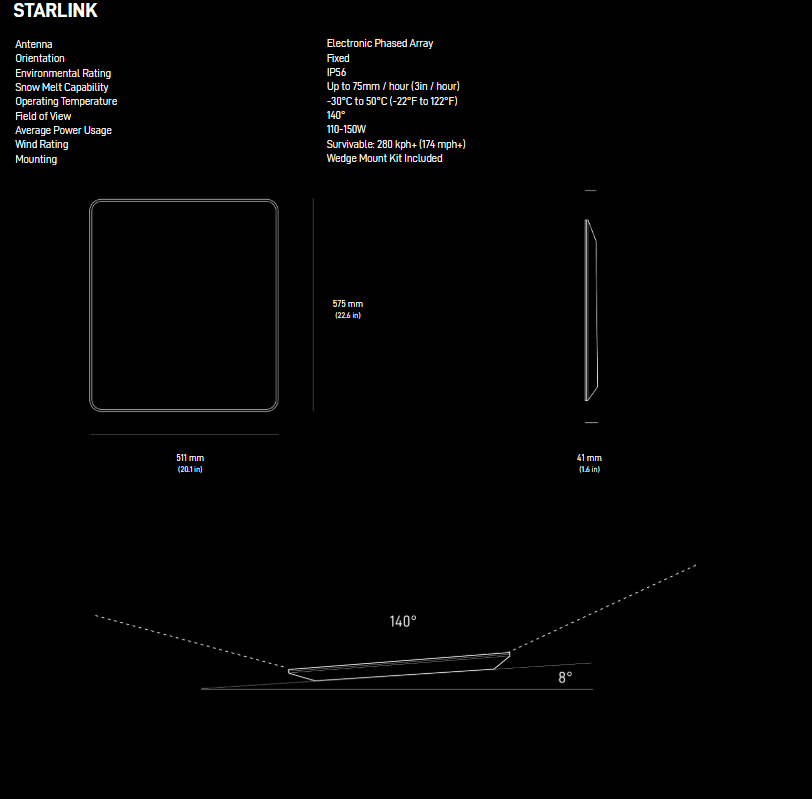 STARLINK
Antenna Electronic Phased Array
Orientation Fixed
Environmental Rating IP56
Snow Melt Capability Up to 75mm / hour (3in / hour)
Operating Temperature -30°C to 50°C (-22°F to 122°F)
Field of View 140°
Average Power Usage 110-150W
Wind Rating Survivable: 280 kph+ (174 mph+)
Mounting Wedge Mount Kit Included
575 mm
(22.6 in)
511 mm
(20.1 in)
41 mm
(1.6 in)
140°
8°